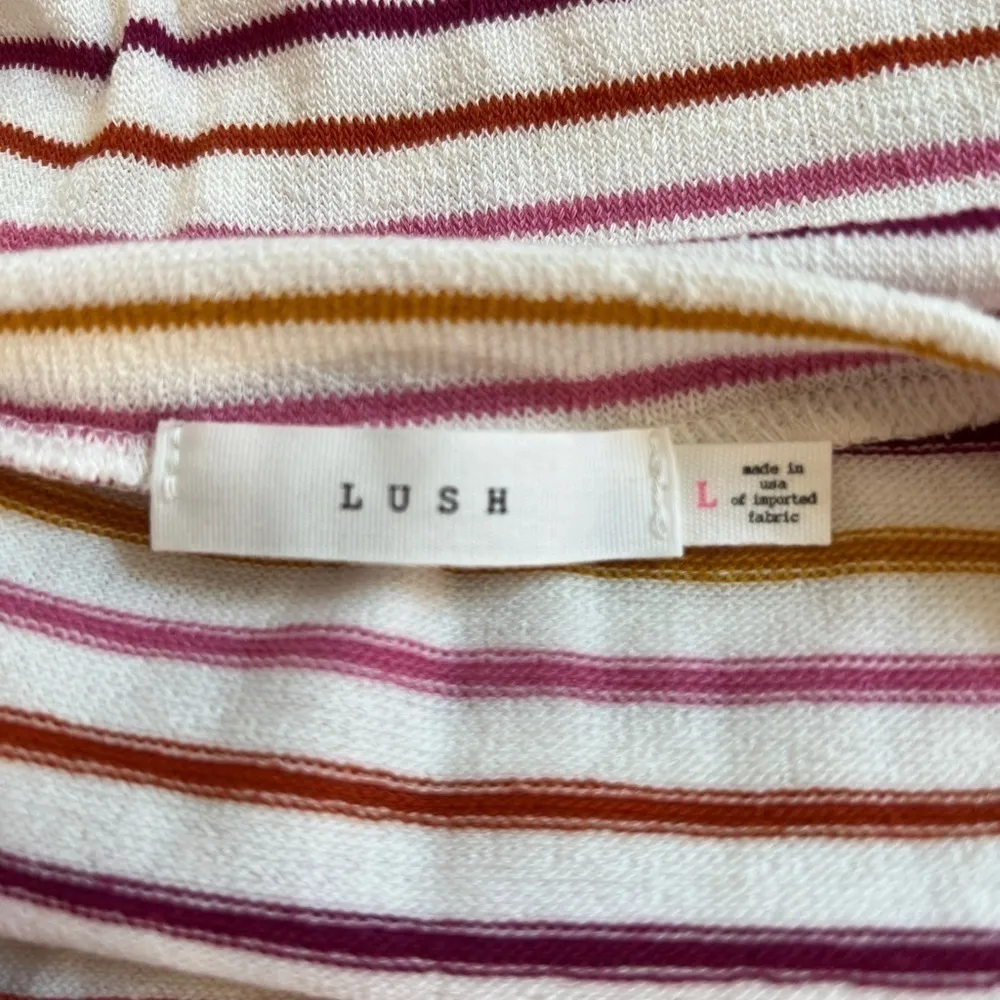 LUSH
L
made in
usa
of imported
fabric